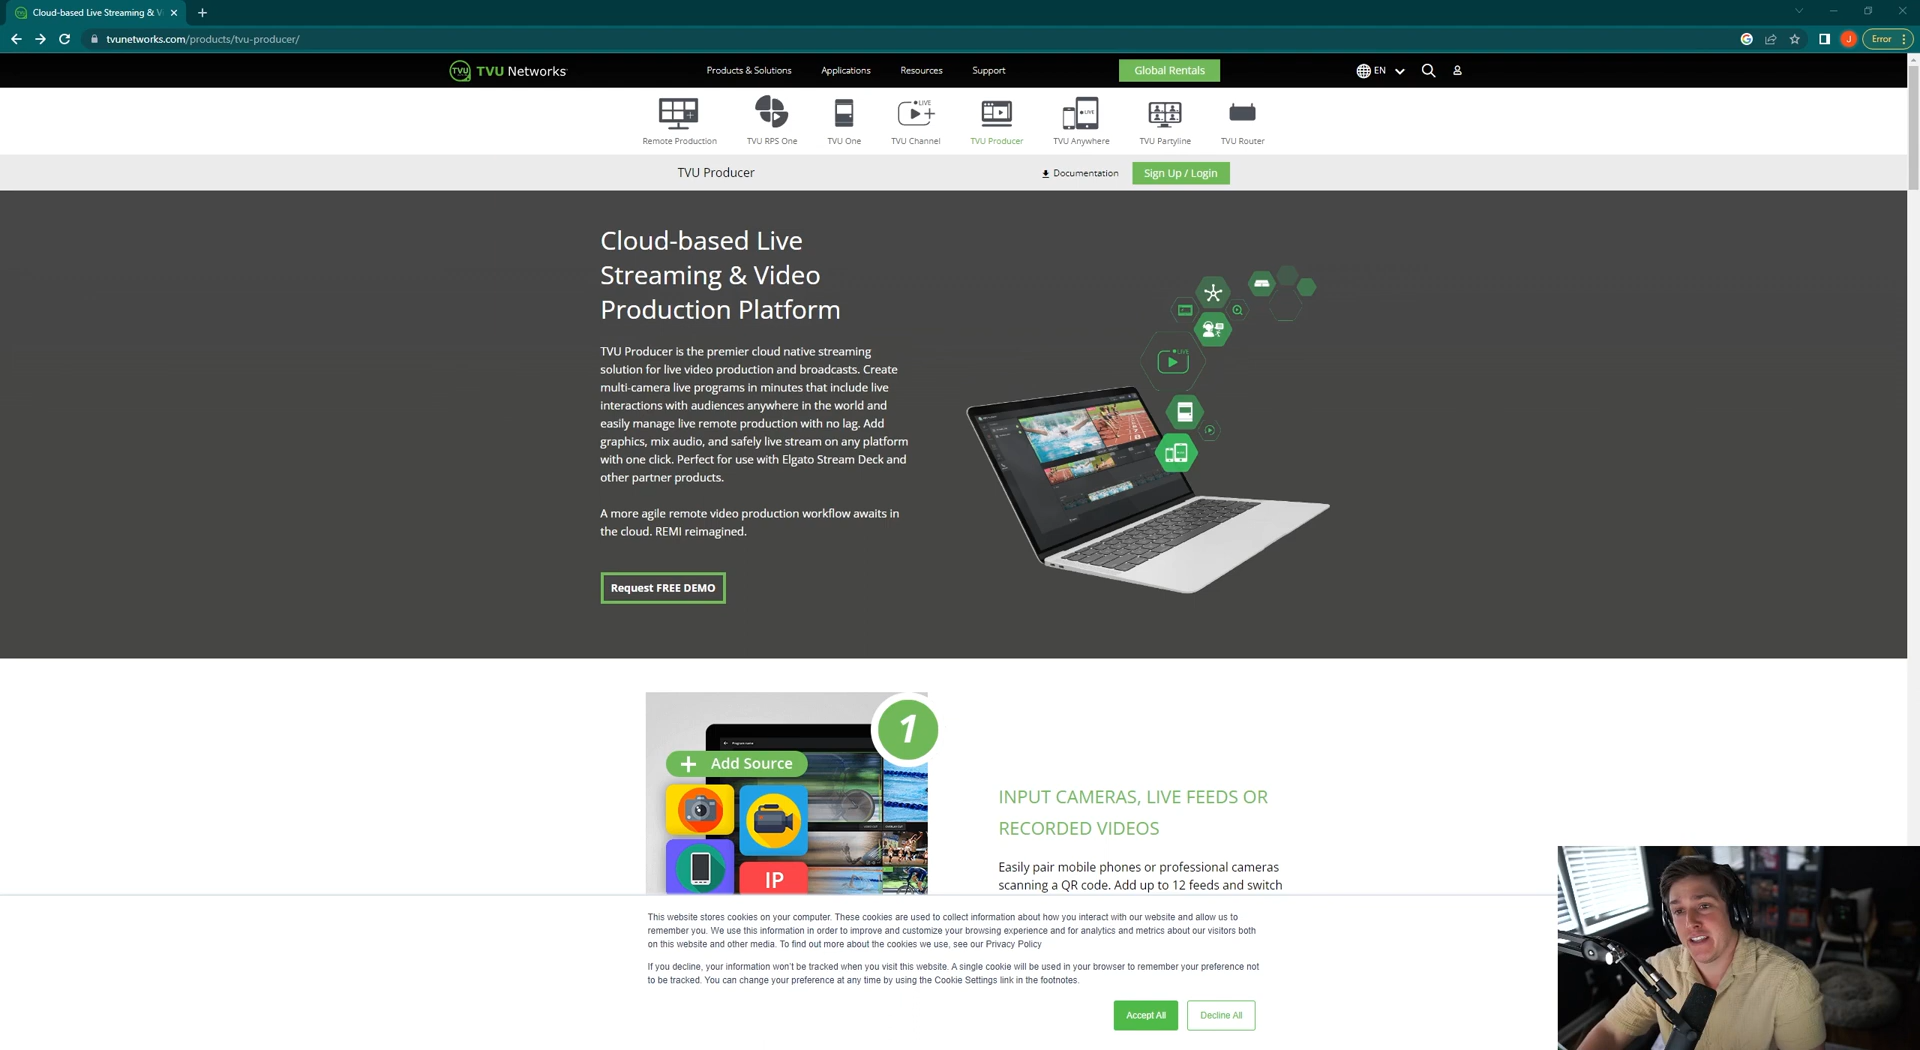 Cloud-based Live Streaming & V
tvunetworks.com/products/tvu-producer/
Error
TVU
TVU Networks
Products & Solutions
Applications
Resources
Support
Global Rentals
EN
LIVE
LIVE
Remote Production
TVU RPS One
TVU One
TVU Channel
TVU Producer
TVU Anywhere
TVU Partyline
TVU Router
TVU Producer
Documentation
Sign Up / Login
Cloud-based Live
Streaming & Video
Production Platform
TVU Producer is the premier cloud native streaming
solution for live video production and broadcasts. Create
multi-camera live programs in minutes that include live
interactions with audiences anywhere in the world and
easily manage live remote production with no lag. Add
graphics, mix audio, and safely live stream on any platform
with one click. Perfect for use with Elgato Stream Deck and
other partner products.
A more agile remote video production workflow awaits in
the cloud. REMI reimagined.
Request FREE DEMO
LIVE
1
Add Source
IP
INPUT CAMERAS, LIVE FEEDS OR
RECORDED VIDEOS
Easily pair mobile phones or professional cameras
scanning a QR code. Add up to 12 feeds and switch
This website stores cookies on your computer. These cookies are used to collect information about how you interact with our website and allow us to
remember you. We use this information in order to improve and customize your browsing experience and for analytics and metrics about our visitors both
on this website and other media. To find out more about the cookies we use, see our Privacy Policy
If you decline, your information won't be tracked when you visit this website. A single cookie will be used in your browser to remember your preference not
to be tracked. You can change your preference at any time by using the Cookie Settings link in the footnotes.
Accept All
Decline All